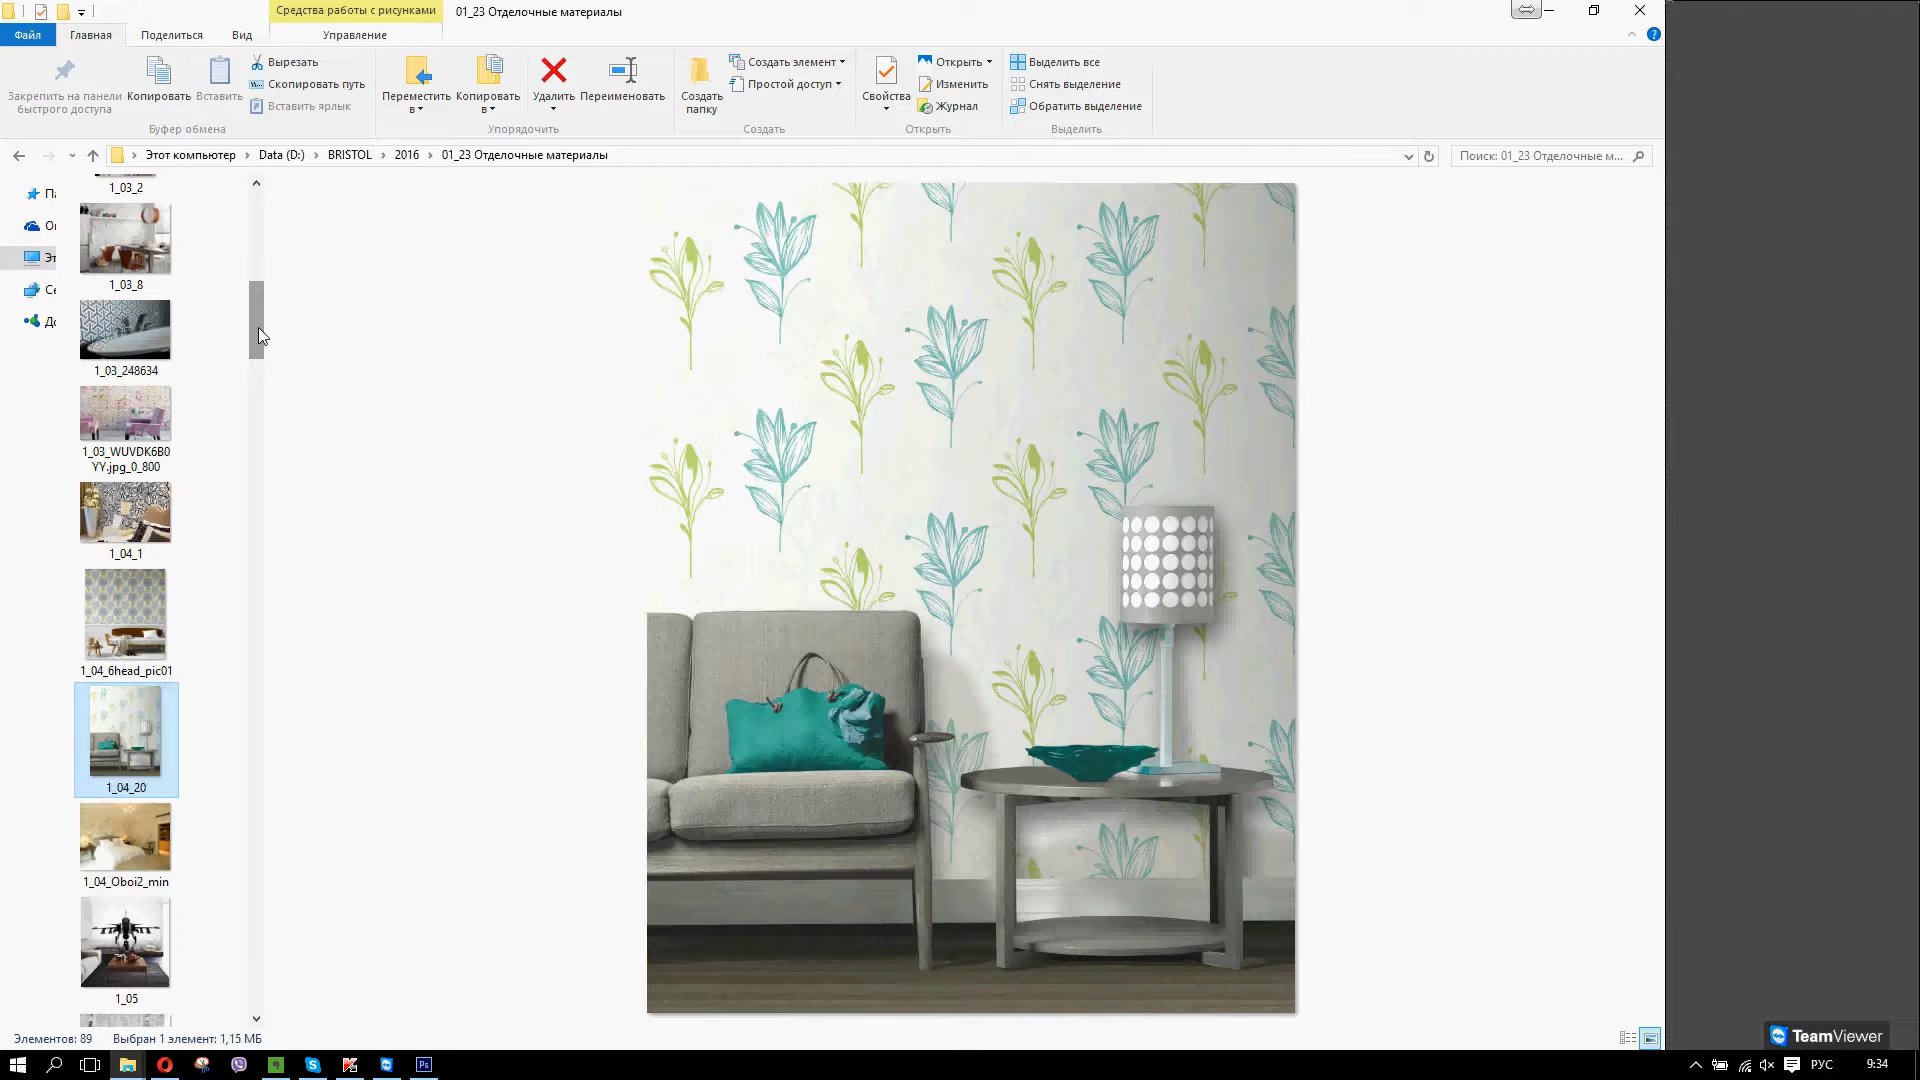 Средства работы с рисунками
01_23 Отделочные материалы
Файл
Главная
Поделиться
Вид
Управление
Закрепить на панели быстрого доступа
Копировать
Вставить
Вырезать
Скопировать путь
Вставить ярлык
Буфер обмена
Переместить в
Копировать в
Удалить
Переименовать
Упорядочить
Создать папку
Создать элемент
Простой доступ
Создать
Свойства
Открыть
Изменить
Журнал
Открыть
Выделить все
Снять выделение
Обратить выделение
Выделить
Этот компьютер
Data (D:)
BRISTOL
2016
01_23 Отделочные материалы
Поиск: 01_23 Отделочные м...
1_03_2
1_03_8
1_03_248634
1_03_WUVDK6B0
YY.jpg_0_800
1_04_1
1_04_6head_pic01
1_04_20
1_04_Oboi2_min
1_05
Элементов: 89
Выбран 1 элемент: 1,15 МБ
TeamViewer
Ps
РУС
9:34